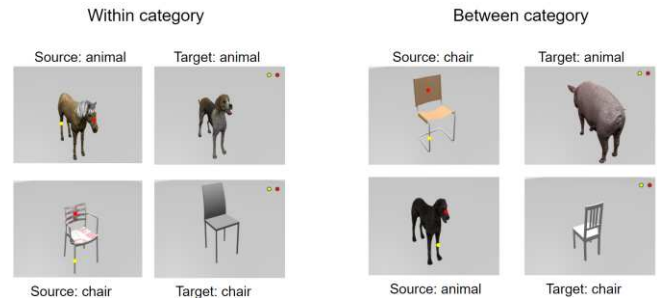 Within category
Between category
Source: animal
Target: animal
Source: chair
Target: animal
Source: chair
Target: chair
Source: animal
Target: chair